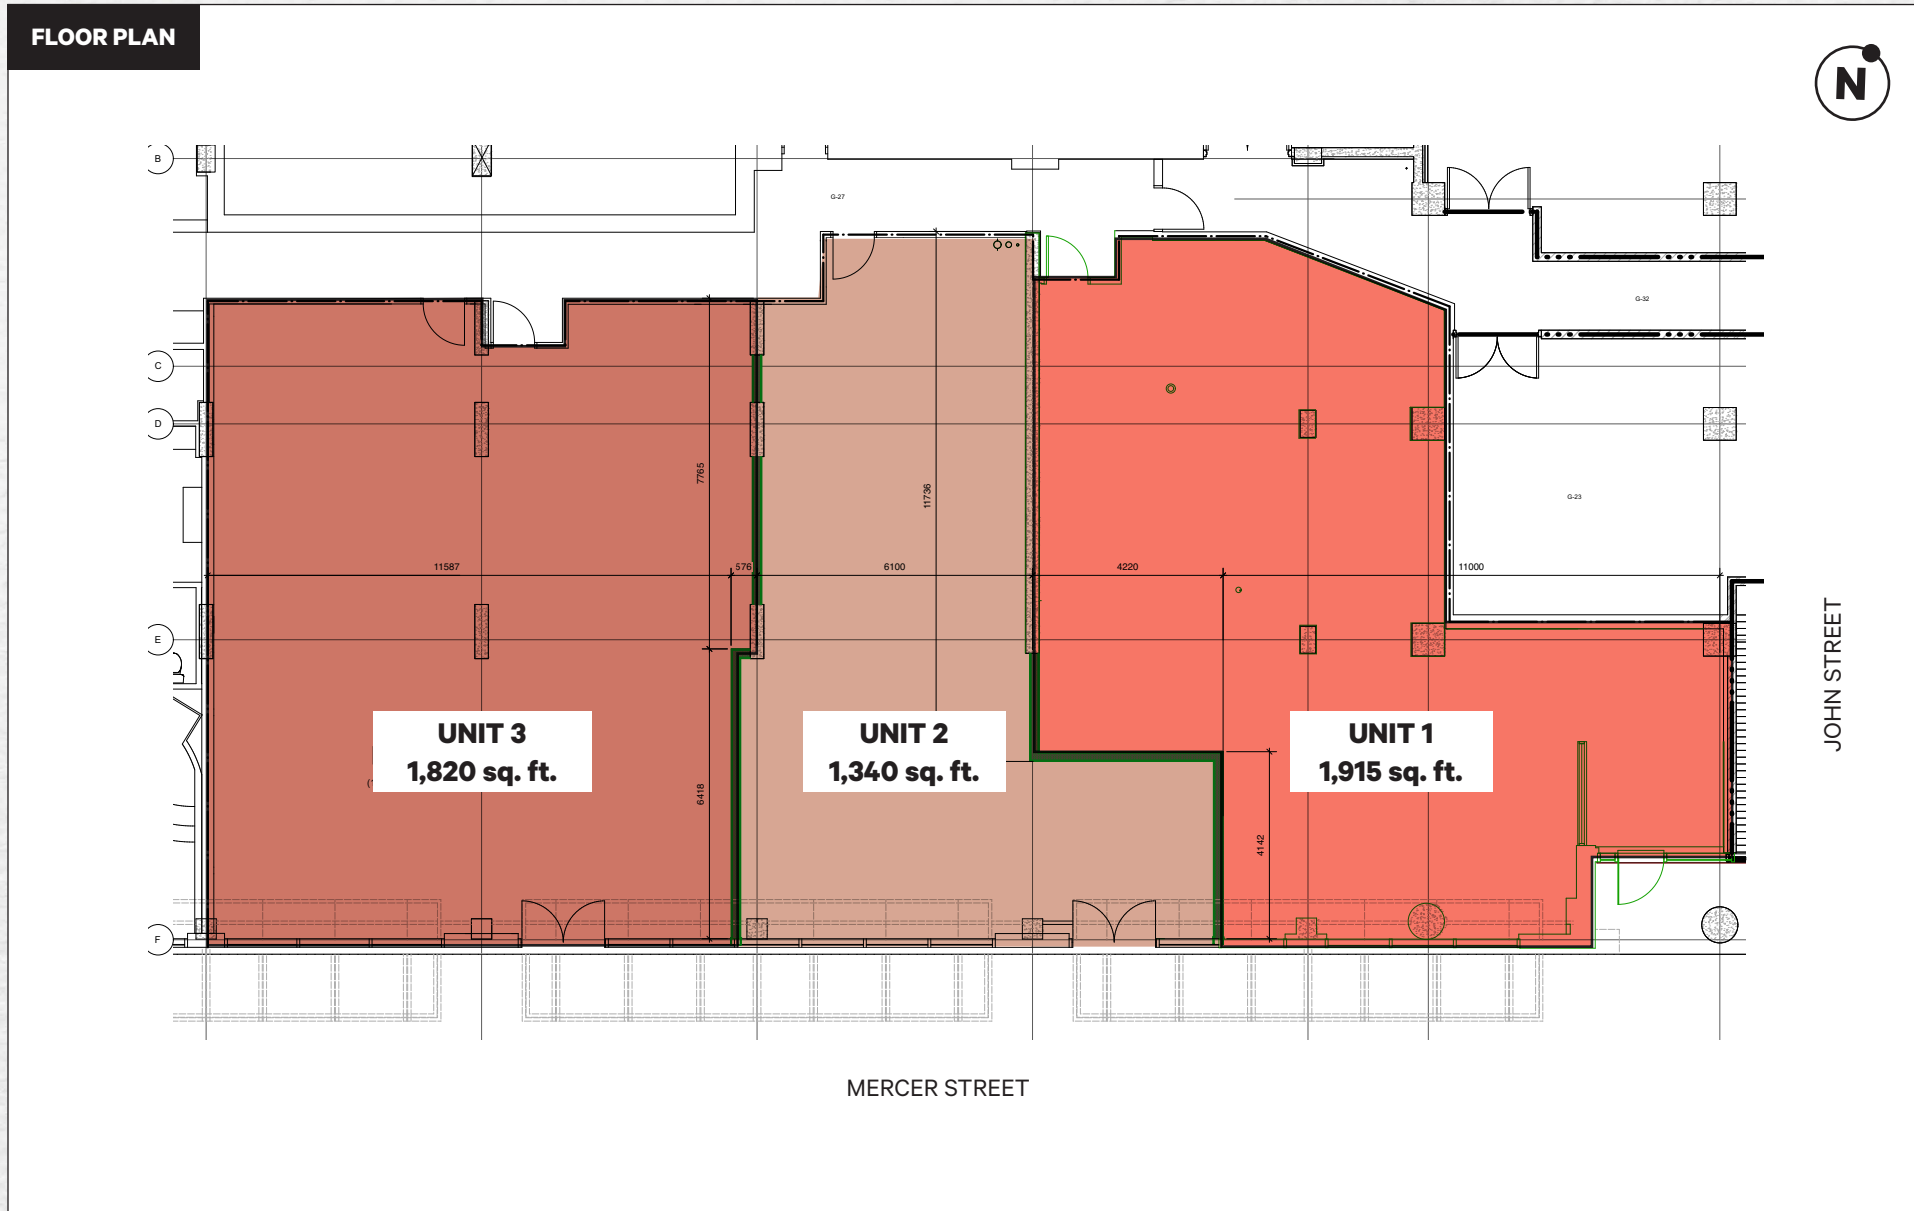 FLOOR PLAN
N
B
G-27
G-32
C
D
7765
11736
G-23
11587
576
6100
4220
11000
E
JOHN STREET
UNIT 3
1,820 sq. ft.
UNIT 2
1,340 sq. ft.
UNIT 1
1,915 sq. ft.
6418
4142
F
MERCER STREET